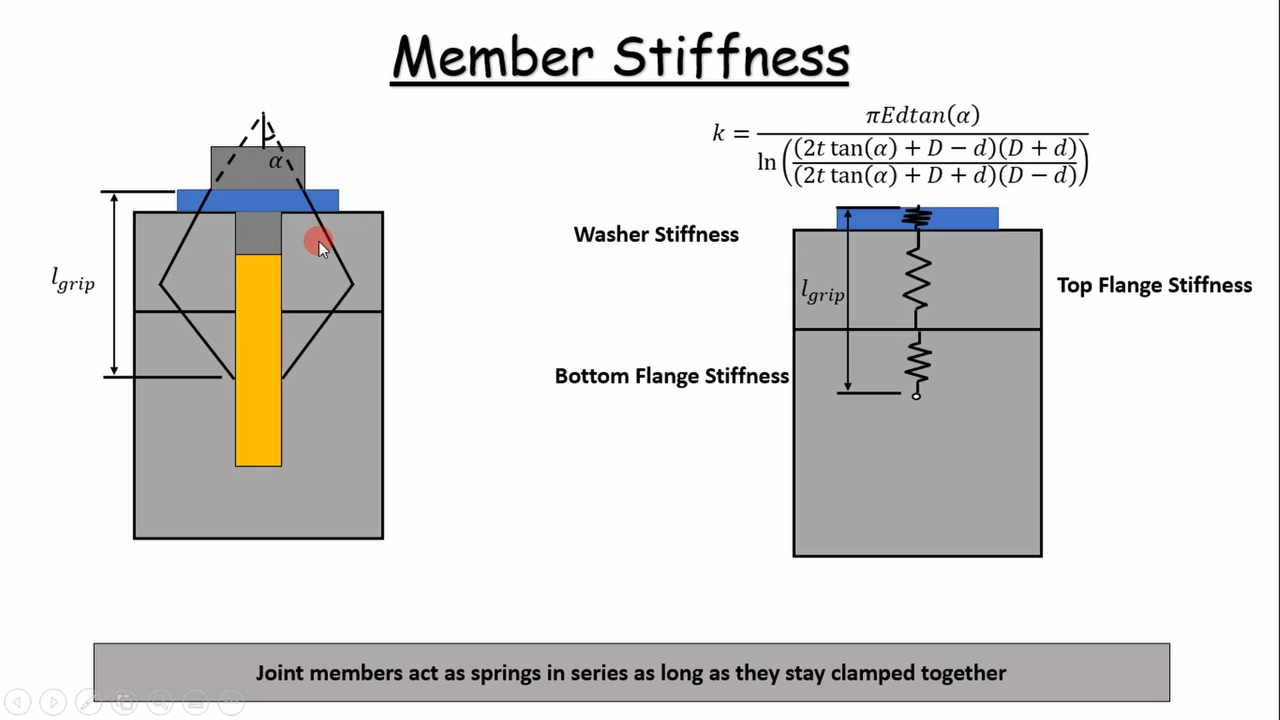 Member Stiffness
k = πEdtan(α) / ln((2t tan(α) + D − d)(D + d) / (2t tan(α) + D + d)(D − d))
α
l_grip
Washer Stiffness
l_grip
Top Flange Stiffness
Bottom Flange Stiffness
Joint members act as springs in series as long as they stay clamped together